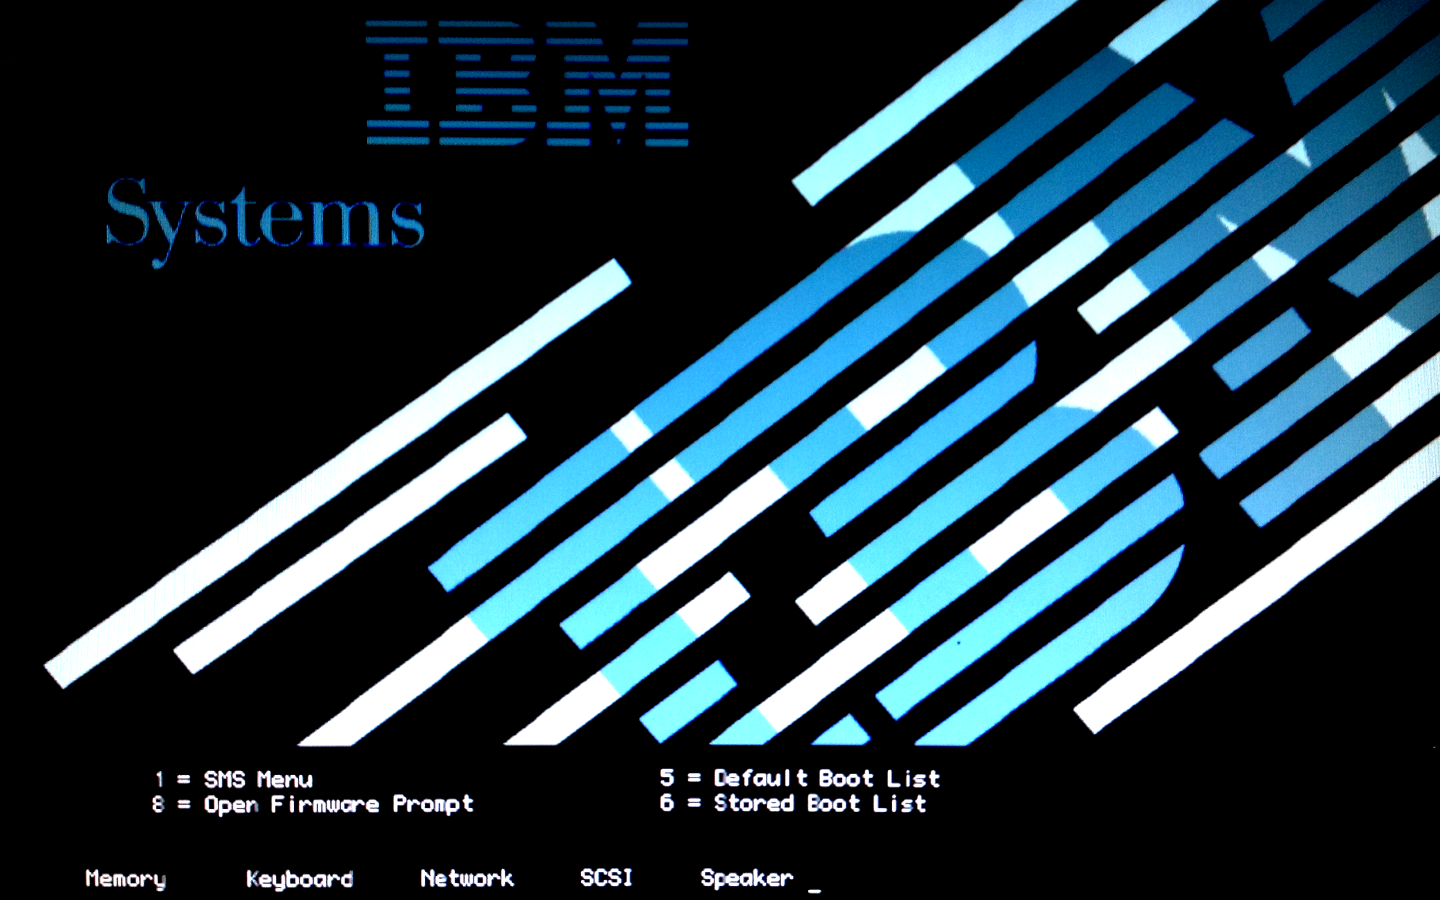 IBM
Systems
1 = SMS Menu 5 = Default Boot List
8 = Open Firmware Prompt 6 = Stored Boot List
Memory Keyboard Network SCSI Speaker _